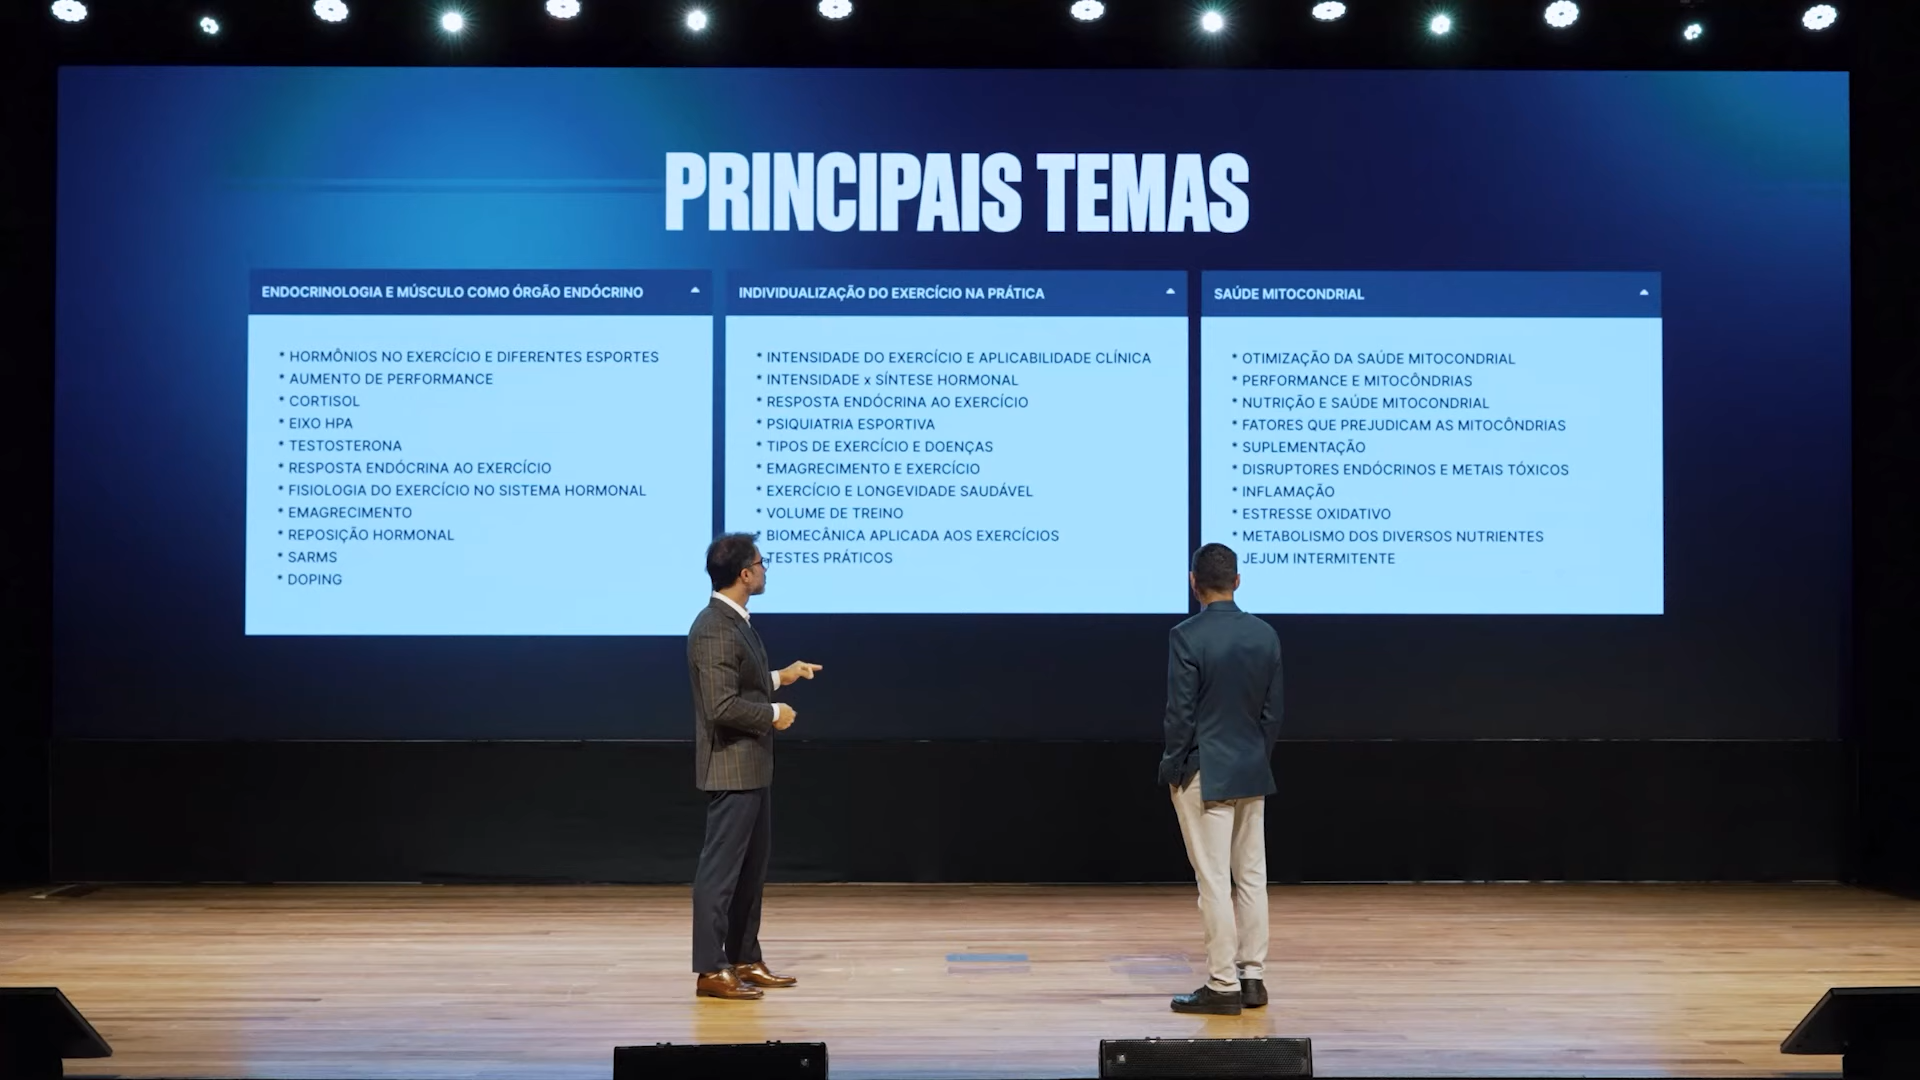 PRINCIPAIS TEMAS
ENDOCRINOLOGIA E MÚSCULO COMO ÓRGÃO ENDÓCRINO
* HORMÔNIOS NO EXERCÍCIO E DIFERENTES ESPORTES
* AUMENTO DE PERFORMANCE
* CORTISOL
* EIXO HPA
* TESTOSTERONA
* RESPOSTA ENDÓCRINA AO EXERCÍCIO
* FISIOLOGIA DO EXERCÍCIO NO SISTEMA HORMONAL
* EMAGRECIMENTO
* REPOSIÇÃO HORMONAL
* SARMS
* DOPING
INDIVIDUALIZAÇÃO DO EXERCÍCIO NA PRÁTICA
* INTENSIDADE DO EXERCÍCIO E APLICABILIDADE CLÍNICA
* INTENSIDADE x SÍNTESE HORMONAL
* RESPOSTA ENDÓCRINA AO EXERCÍCIO
* PSIQUIATRIA ESPORTIVA
* TIPOS DE EXERCÍCIO E DOENÇAS
* EMAGRECIMENTO E EXERCÍCIO
* EXERCÍCIO E LONGEVIDADE SAUDÁVEL
* VOLUME DE TREINO
* BIOMECÂNICA APLICADA AOS EXERCÍCIOS
TESTES PRÁTICOS
SAÚDE MITOCONDRIAL
* OTIMIZAÇÃO DA SAÚDE MITOCONDRIAL
* PERFORMANCE E MITOCÔNDRIAS
* NUTRIÇÃO E SAÚDE MITOCONDRIAL
* FATORES QUE PREJUDICAM AS MITOCÔNDRIAS
* SUPLEMENTAÇÃO
* DISRUPTORES ENDÓCRINOS E METAIS TÓXICOS
* INFLAMAÇÃO
* ESTRESSE OXIDATIVO
* METABOLISMO DOS DIVERSOS NUTRIENTES
JEJUM INTERMITENTE